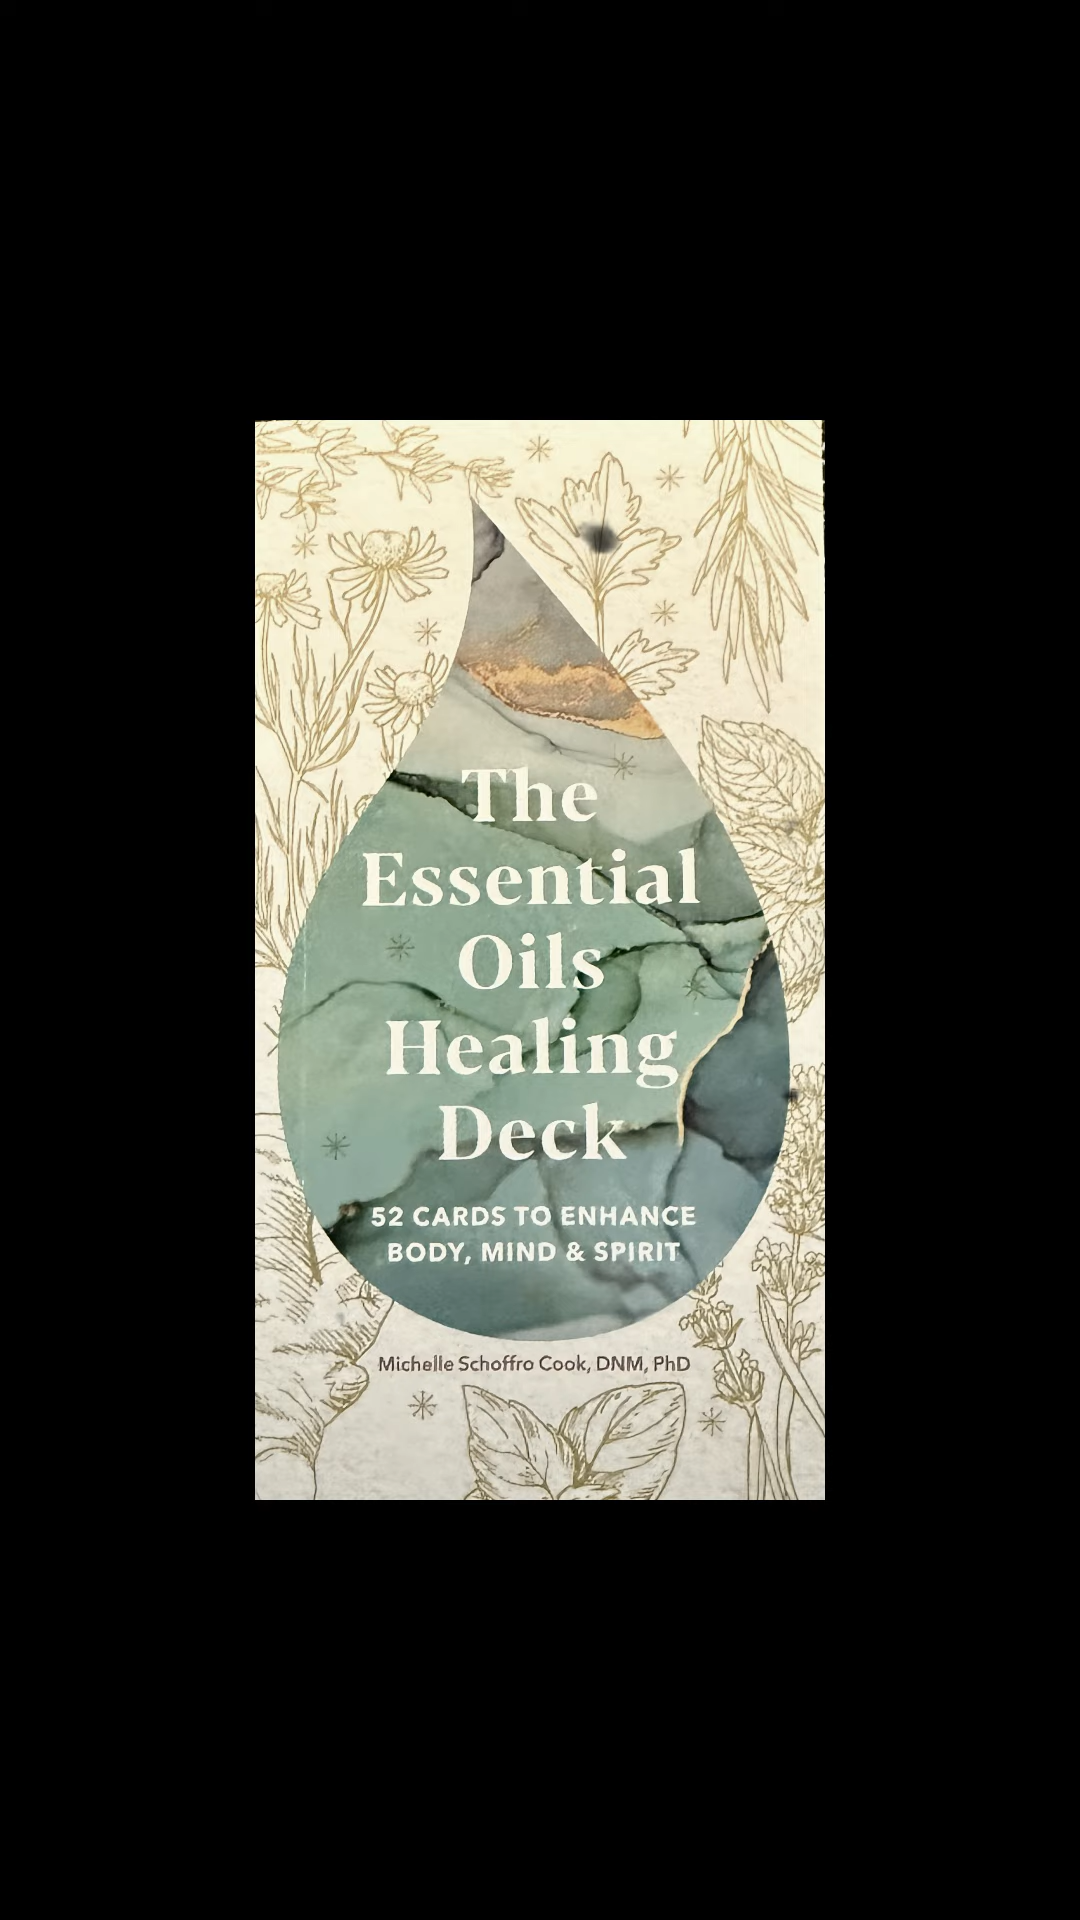 The
Essential
Oils
Healing
Deck
52 CARDS TO ENHANCE
BODY, MIND & SPIRIT
Michelle Schoffro Cook, DNM, PhD